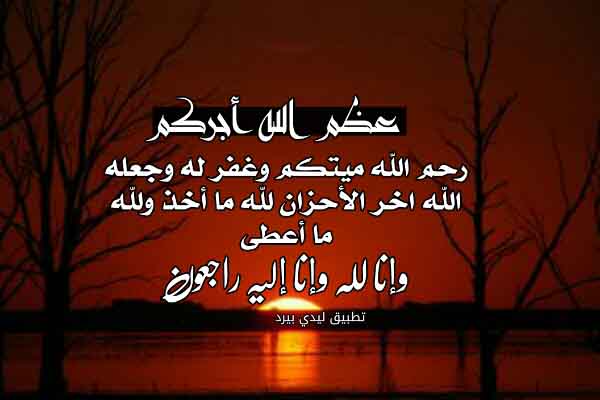 عظم الله أجركم
رحم الله ميتكم وغفر له وجعله
الله اخر الأحزان لله ما أخذ ولله
ما أعطى
وإنا لله وإنا إليه راجعون
تطبيق ليدي بيرد